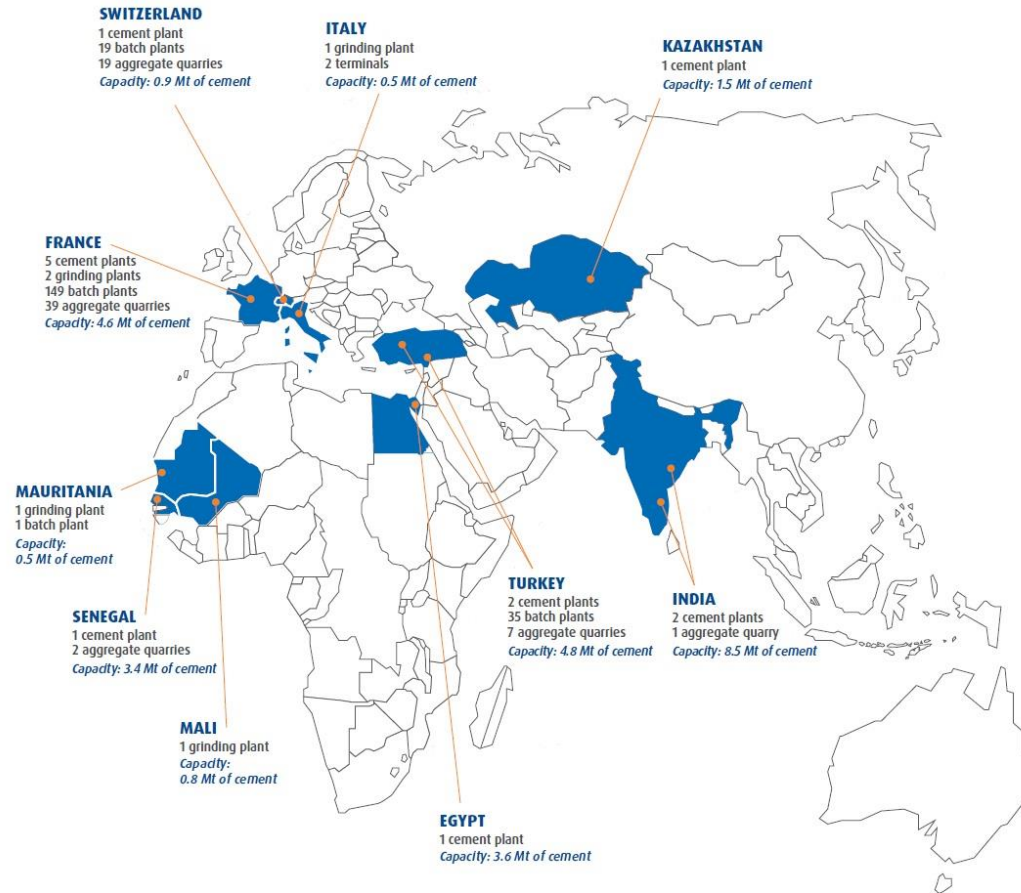 SWITZERLAND
1 cement plant
19 batch plants
19 aggregate quarries
Capacity: 0.9 Mt of cement
ITALY
1 grinding plant
2 terminals
Capacity: 0.5 Mt of cement
KAZAKHSTAN
1 cement plant
Capacity: 1.5 Mt of cement
FRANCE
5 cement plants
2 grinding plants
149 batch plants
39 aggregate quarries
Capacity: 4.6 Mt of cement
MAURITANIA
1 grinding plant
1 batch plant
Capacity:
0.5 Mt of cement
SENEGAL
1 cement plant
2 aggregate quarries
Capacity: 3.4 Mt of cement
TURKEY
2 cement plants
35 batch plants
7 aggregate quarries
Capacity: 4.8 Mt of cement
INDIA
2 cement plants
1 aggregate quarry
Capacity: 8.5 Mt of cement
MALI
1 grinding plant
Capacity:
0.8 Mt of cement
EGYPT
1 cement plant
Capacity: 3.6 Mt of cement